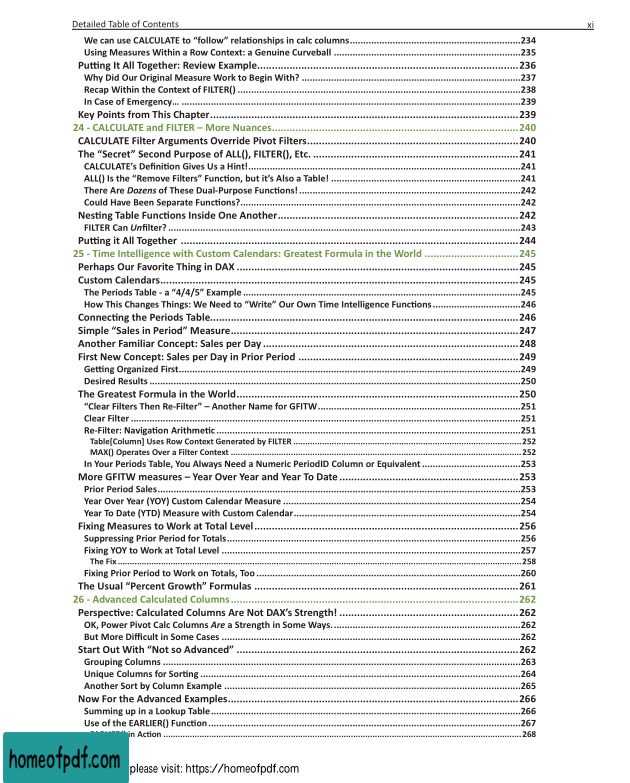 Detailed Table of Contents xi
We can use CALCULATE to “follow” relationships in calc columns....234
Using Measures Within a Row Context: a Genuine Curveball ....235
Putting It All Together: Review Example....236
Why Did Our Original Measure Work to Begin With? ....237
Recap Within the Context of FILTER() ....238
In Case of Emergency… ....239
Key Points from This Chapter....239
24 - CALCULATE and FILTER – More Nuances....240
CALCULATE Filter Arguments Override Pivot Filters....240
The “Secret” Second Purpose of ALL(), FILTER(), Etc. ....241
CALCULATE’s Definition Gives Us a Hint!....241
ALL() Is the “Remove Filters” Function, but it’s Also a Table! ....241
There Are Dozens of These Dual-Purpose Functions! ....242
Could Have Been Separate Functions?....242
Nesting Table Functions Inside One Another....242
FILTER Can Unfilter? ....243
Putting it All Together ....244
25 - Time Intelligence with Custom Calendars: Greatest Formula in the World ....245
Perhaps Our Favorite Thing in DAX ....245
Custom Calendars....245
The Periods Table - a “4/4/5” Example ....245
How This Changes Things: We Need to “Write” Our Own Time Intelligence Functions ....246
Connecting the Periods Table....246
Simple “Sales in Period” Measure....247
Another Familiar Concept: Sales per Day ....248
First New Concept: Sales per Day in Prior Period ....249
Getting Organized First....249
Desired Results ....250
The Greatest Formula in the World....250
“Clear Filters Then Re-Filter” – Another Name for GFITW....251
Clear Filter ....251
Re-Filter: Navigation Arithmetic ....251
Table[Column] Uses Row Context Generated by FILTER ....252
MAX() Operates Over a Filter Context ....252
In Your Periods Table, You Always Need a Numeric PeriodID Column or Equivalent ....253
More GFITW measures – Year Over Year and Year To Date ....253
Prior Period Sales....253
Year Over Year (YOY) Custom Calendar Measure ....254
Year To Date (YTD) Measure with Custom Calendar....254
Fixing Measures to Work at Total Level....256
Suppressing Prior Period for Totals....256
Fixing YOY to Work at Total Level ....257
The Fix....258
Fixing Prior Period to Work on Totals, Too ....260
The Usual “Percent Growth” Formulas ....261
26 - Advanced Calculated Columns....262
Perspective: Calculated Columns Are Not DAX’s Strength! ....262
OK, Power Pivot Calc Columns Are a Strength in Some Ways.....262
But More Difficult in Some Cases ....262
Start Out With “Not so Advanced” ....262
Grouping Columns ....263
Unique Columns for Sorting ....264
Another Sort by Column Example ....265
Now For the Advanced Examples....266
Summing up in a Lookup Table....266
Use of the EARLIER() Function....267
in Action ....268
homeofpdf.com
please visit: https://homeofpdf.com